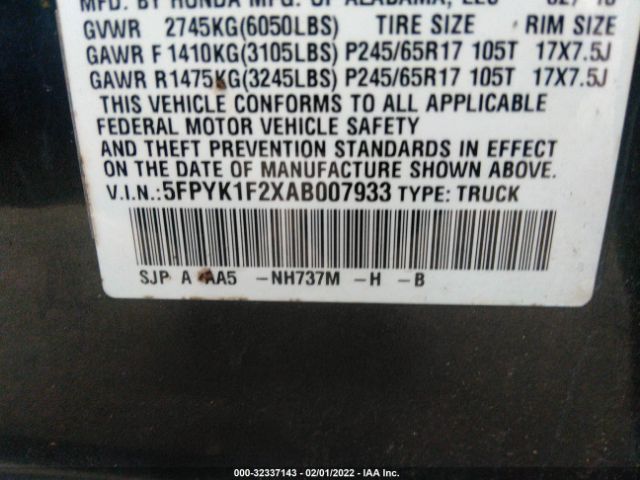 MFD. BY HONDA MFG. OF ALABAMA, LLC
GVWR 2745KG(6050LBS) TIRE SIZE RIM SIZE
GAWR F 1410KG(3105LBS) P245/65R17 105T 17X7.5J
GAWR R1475KG(3245LBS) P245/65R17 105T 17X7.5J
THIS VEHICLE CONFORMS TO ALL APPLICABLE
FEDERAL MOTOR VEHICLE SAFETY
AND THEFT PREVENTION STANDARDS IN EFFECT
ON THE DATE OF MANUFACTURE SHOWN ABOVE.
V.I.N.: 5FPYK1F2XAB007933 TYPE: TRUCK
SJP A AA5 -NH737M -H -B
000-32337143 - 02/01/2022 - IAA Inc.